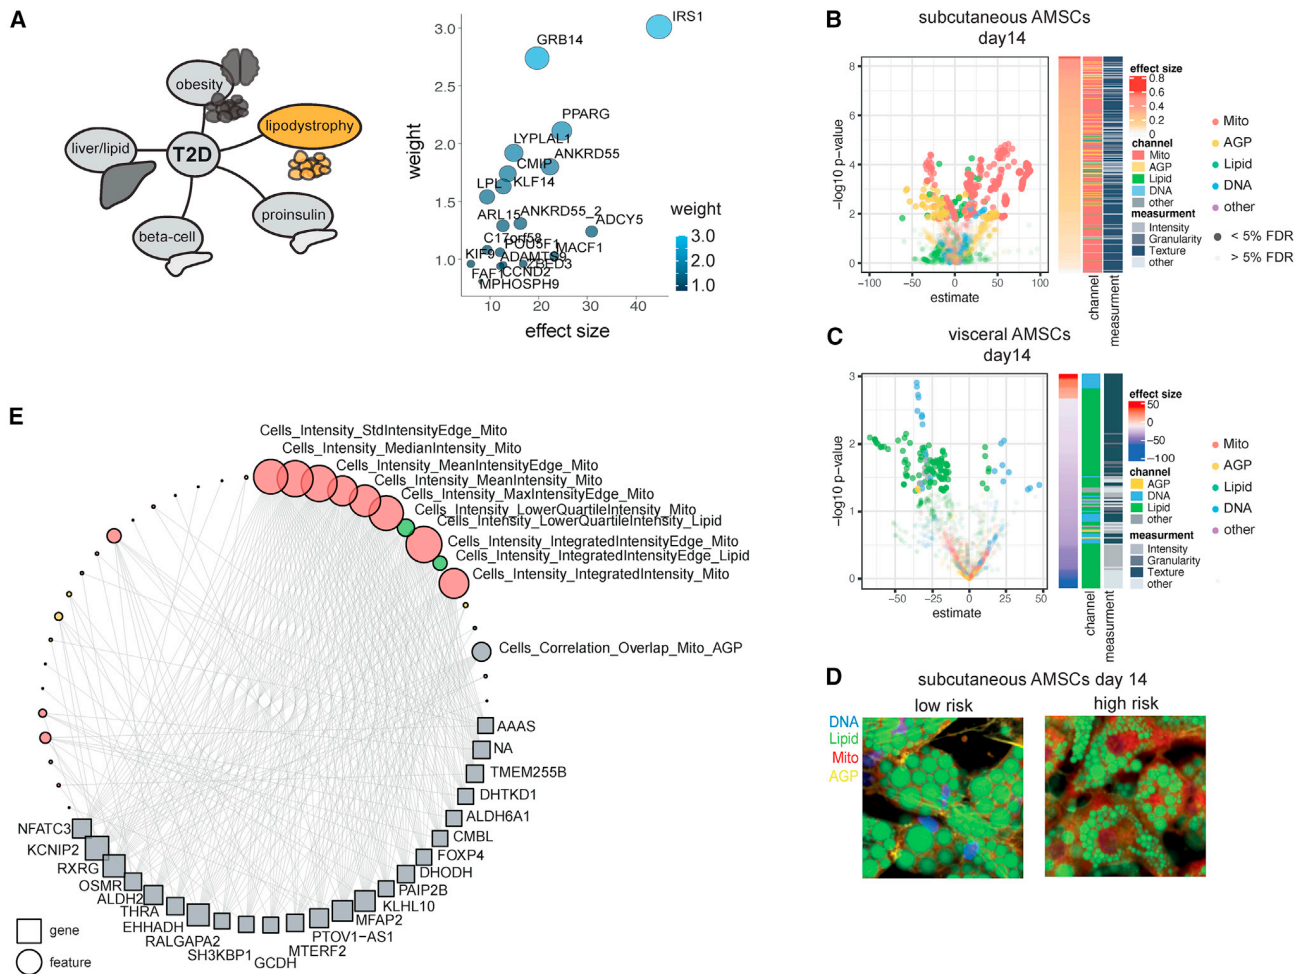 A
obesity
lipodystrophy
liver/lipid
T2D
proinsulin
beta-cell
weight
3.0
2.5
2.0
1.5
1.0
IRS1
GRB14
PPARG
LYPLAL1
ANKRD55
CMIP
KLF14
LPL
ARL15
ANKRD55_2
ADCY5
C17orf58
POU5F1
MACF1
KIF9
ADAMTS9
ZBED3
FAF1
CCND2
MPHOSPH9
10 20 30 40
effect size
weight
3.0
2.0
1.0
B
subcutaneous AMSCs
day14
−log10 p−value
8
6
4
2
0
−100 −50 0 50 100
estimate
channel
measurment
effect size
0.8
0.6
0.4
0.2
0
channel
Mito
AGP
Lipid
DNA
other
measurment
Intensity
Granularity
Texture
other
Mito
AGP
Lipid
DNA
other
< 5% FDR
> 5% FDR
C
visceral AMSCs
day14
−log10 p−value
3
2
1
0
−50 −25 0 25 50
estimate
channel
measurment
effect size
50
0
−50
−100
channel
AGP
DNA
Lipid
other
measurment
Intensity
Granularity
Texture
other
Mito
AGP
Lipid
DNA
other
D
subcutaneous AMSCs day 14
low risk high risk
DNA
Lipid
Mito
AGP
E
Cells_Intensity_StdIntensityEdge_Mito
Cells_Intensity_MedianIntensity_Mito
Cells_Intensity_MeanIntensityEdge_Mito
Cells_Intensity_MeanIntensity_Mito
Cells_Intensity_MaxIntensityEdge_Mito
Cells_Intensity_LowerQuartileIntensity_Mito
Cells_Intensity_LowerQuartileIntensity_Lipid
Cells_Intensity_IntegratedIntensityEdge_Mito
Cells_Intensity_IntegratedIntensityEdge_Lipid
Cells_Intensity_IntegratedIntensity_Mito
Cells_Correlation_Overlap_Mito_AGP
AAAS
NA
TMEM255B
DHTKD1
ALDH6A1
CMBL
FOXP4
DHODH
PAIP2B
KLHL10
MFAP2
PTOV1−AS1
MTERF2
GCDH
SH3KBP1
RALGAPA2
EHHADH
THRA
ALDH2
OSMR
RXRG
KCNIP2
NFATC3
gene
feature